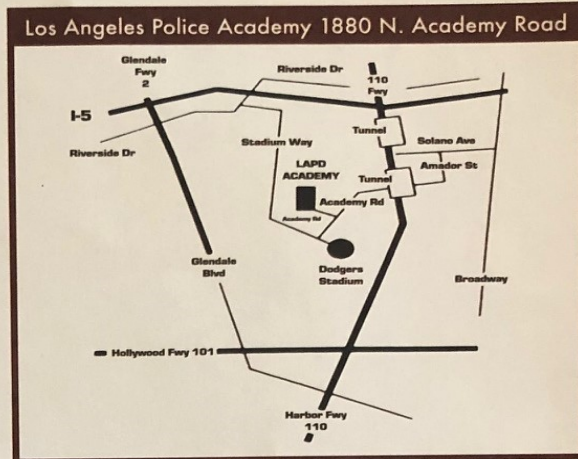 Los Angeles Police Academy 1880 N. Academy Road
Glendale
Fwy
2
Riverside Dr
110
Fwy
I-5
Tunnel
Solano Ave
Riverside Dr
Stadium Way
LAPD
ACADEMY
Tunnel
Amador St
Academy Rd
Academy Rd
Glendale
Blvd
Dodgers
Stadium
Broadway
Hollywood Fwy 101
Harbor Fwy
110